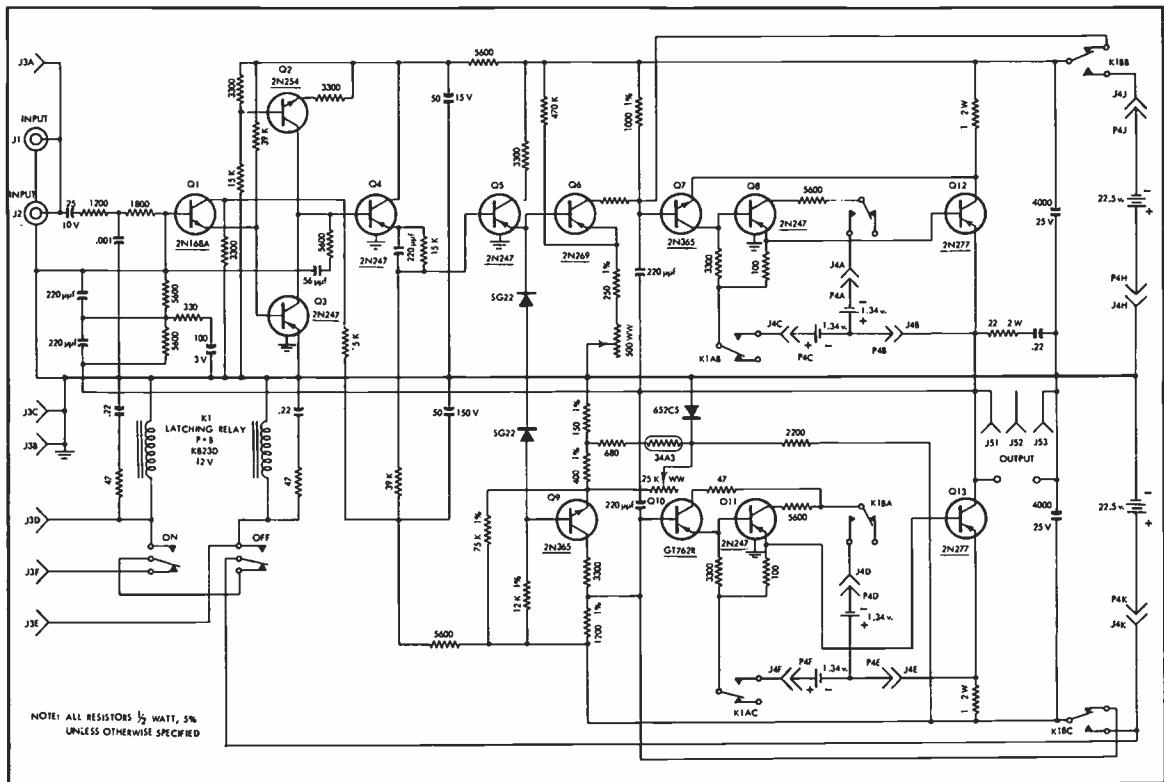 J3A
INPUT
J1
INPUT
J2
25
10 V
1200
1800
.001
Q1
2N168A
3300
15 K
39 K
Q2
2N254
3300
3300
Q3
2N247
5600
56 µµf
220 µµf
220 µµf
5600
5600
330
100
3 V
Q4
2N247
220 µµf
15 K
50
15 V
5600
3300
Q5
2N247
SG22
470 K
Q6
2N269
250 1%
500 WW
1000 1%
220 µµf
Q7
2N365
3300
Q8
2N247
100
5600
J4A
P4A
1.34 v.
J4C
P4C
1.34 v.
P4B
J4B
K1AB
Q12
2N277
1 2 W
4000
25 V
22 2 W
.22
K1BB
J4J
P4J
22.5 v.
P4H
J4H
J3C
J3B
.22
47
K1
LATCHING RELAY
P + B
KB23D
12 V
.22
47
50
150 V
39 K
SG22
150 1%
400 1%
680
34A3
652C5
2200
25 K WW
Q9
2N365
75 K 1%
12 K 1%
3300
1200 1%
5600
220 µµf
Q10
GT762R
47
Q11
2N247
5600
3300
100
K1BA
J4D
P4D
1.34 v.
J4F
P4F
1.34 v.
P4E
J4E
K1AC
Q13
2N277
1 2 W
J51
J52
J53
OUTPUT
4000
25 V
22.5 v.
P4K
J4K
K1BC
J3D
J3F
J3E
ON
OFF
NOTE: ALL RESISTORS ½ WATT, 5%
UNLESS OTHERWISE SPECIFIED